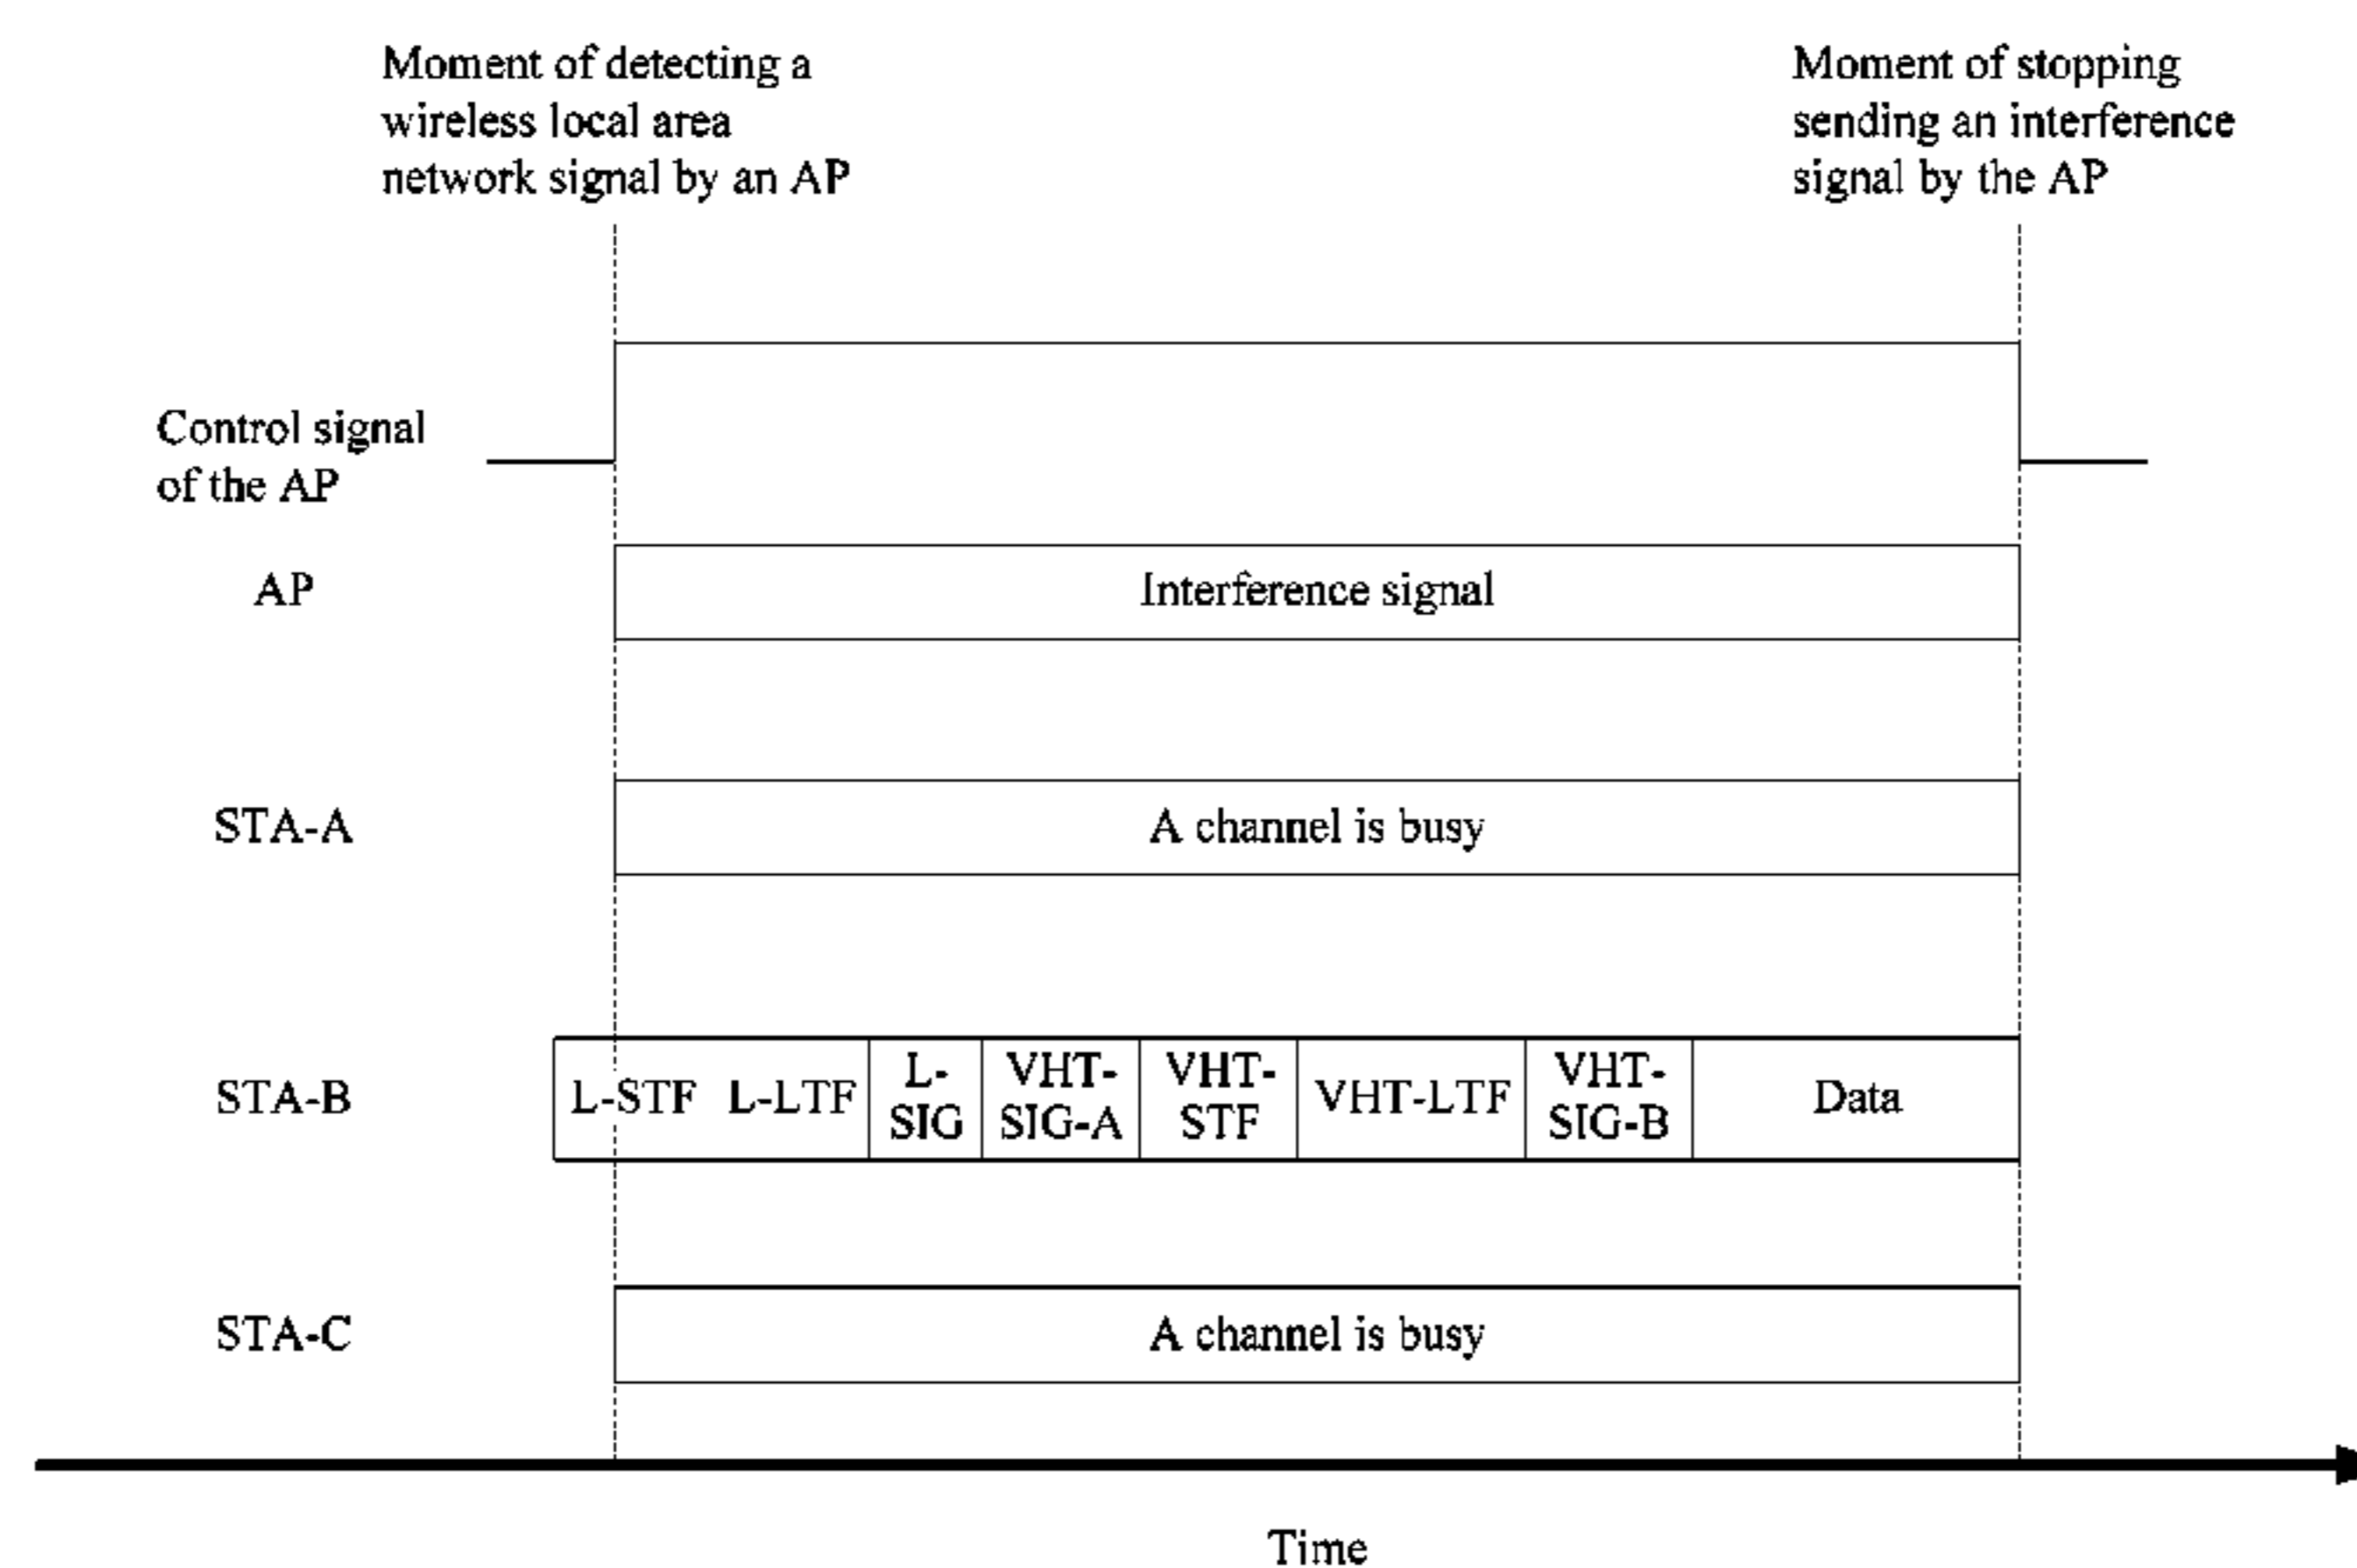 Moment of detecting a
wireless local area
network signal by an AP
Moment of stopping
sending an interference
signal by the AP
Control signal
of the AP
AP
Interference signal
STA-A
A channel is busy
STA-B
L-STF
L-LTF
L-
SIG
VHT-
SIG-A
VHT-
STF
VHT-LTF
VHT-
SIG-B
Data
STA-C
A channel is busy
Time